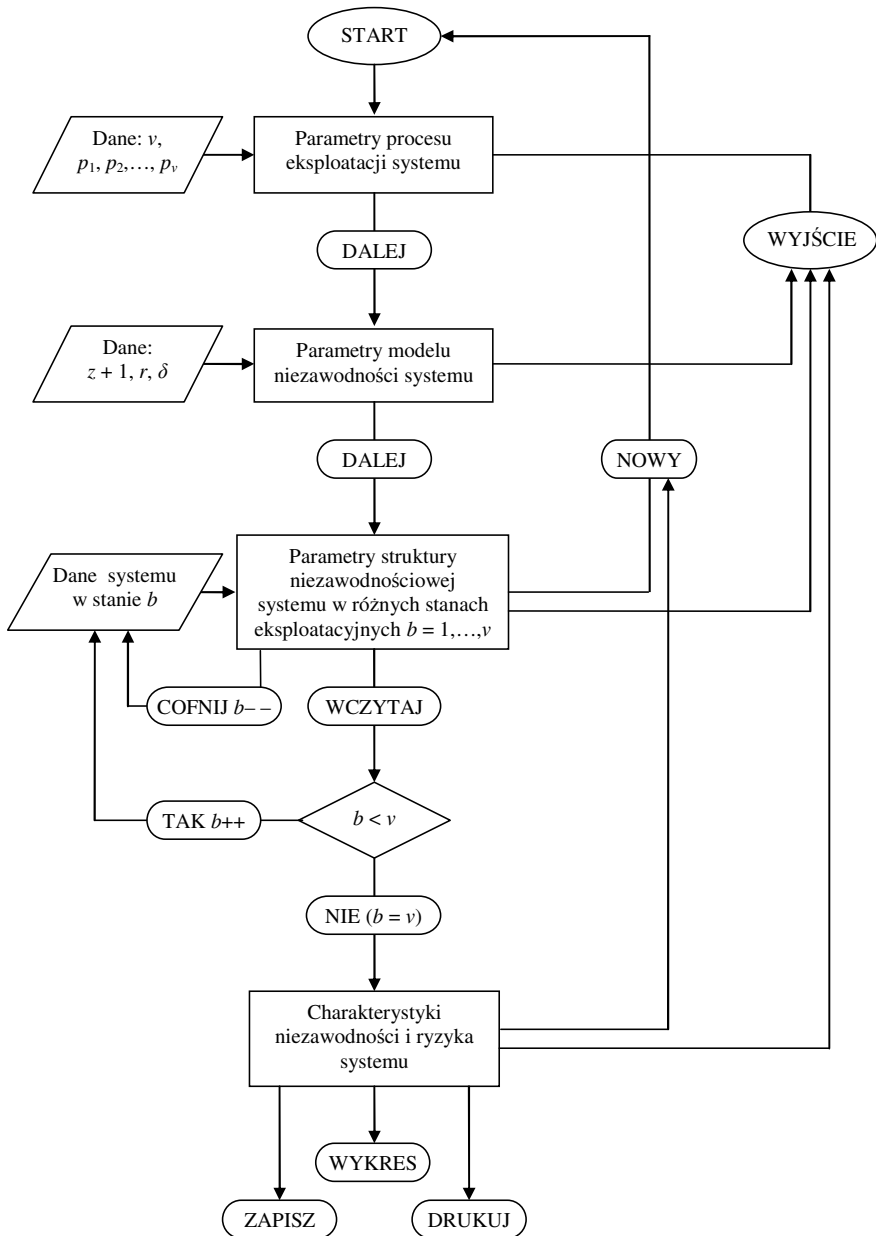 START
Dane: v,
p1, p2,…, pv
Parametry procesu
eksploatacji systemu
WYJŚCIE
DALEJ
Dane:
z + 1, r, δ
Parametry modelu
niezawodności systemu
DALEJ
NOWY
Dane systemu
w stanie b
Parametry struktury
niezawodnościowej
systemu w różnych stanach
eksploatacyjnych b = 1,…,v
COFNIJ b– –
WCZYTAJ
TAK b++
b < v
NIE (b = v)
Charakterystyki
niezawodności i ryzyka
systemu
WYKRES
ZAPISZ
DRUKUJ